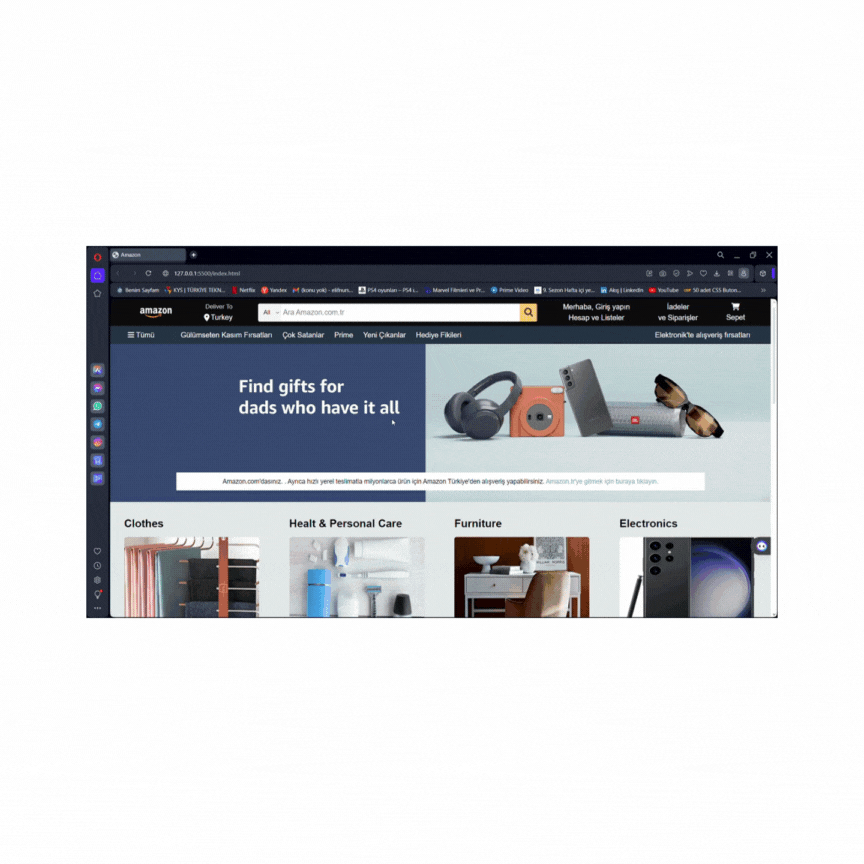 Amazon
127.0.0.1:5500/index.html
Benim Sayfam KYS | TÜRKİYE TEKN... Netflix Yandex (konu yok) - PS4 oyunları – PS4 i... Marvel Filmleri ve Pr... Prime Video 9. Sezon Hafta içi ye... Akış | LinkedIn YouTube 50 adet CSS Buton...
amazon
Deliver To
Turkey
All
Ara Amazon.com.tr
Merhaba, Giriş yapın
Hesap ve Listeler
İadeler
ve Siparişler
Sepet
Tümü Gülümseten Kasım Fırsatları Çok Satanlar Prime Yeni Çıkanlar Hediye Fikileri Elektronik'te alışveriş fırsatları
Find gifts for
dads who have it all
JBL
Amazon.com'dasınız. . Ayrıca hızlı yerel teslimatla milyonlarca ürün için Amazon Türkiye'den alışveriş yapabilirsiniz. Amazon.tr'ye gitmek için buraya tıklayın.
Clothes Healt & Personal Care Furniture Electronics